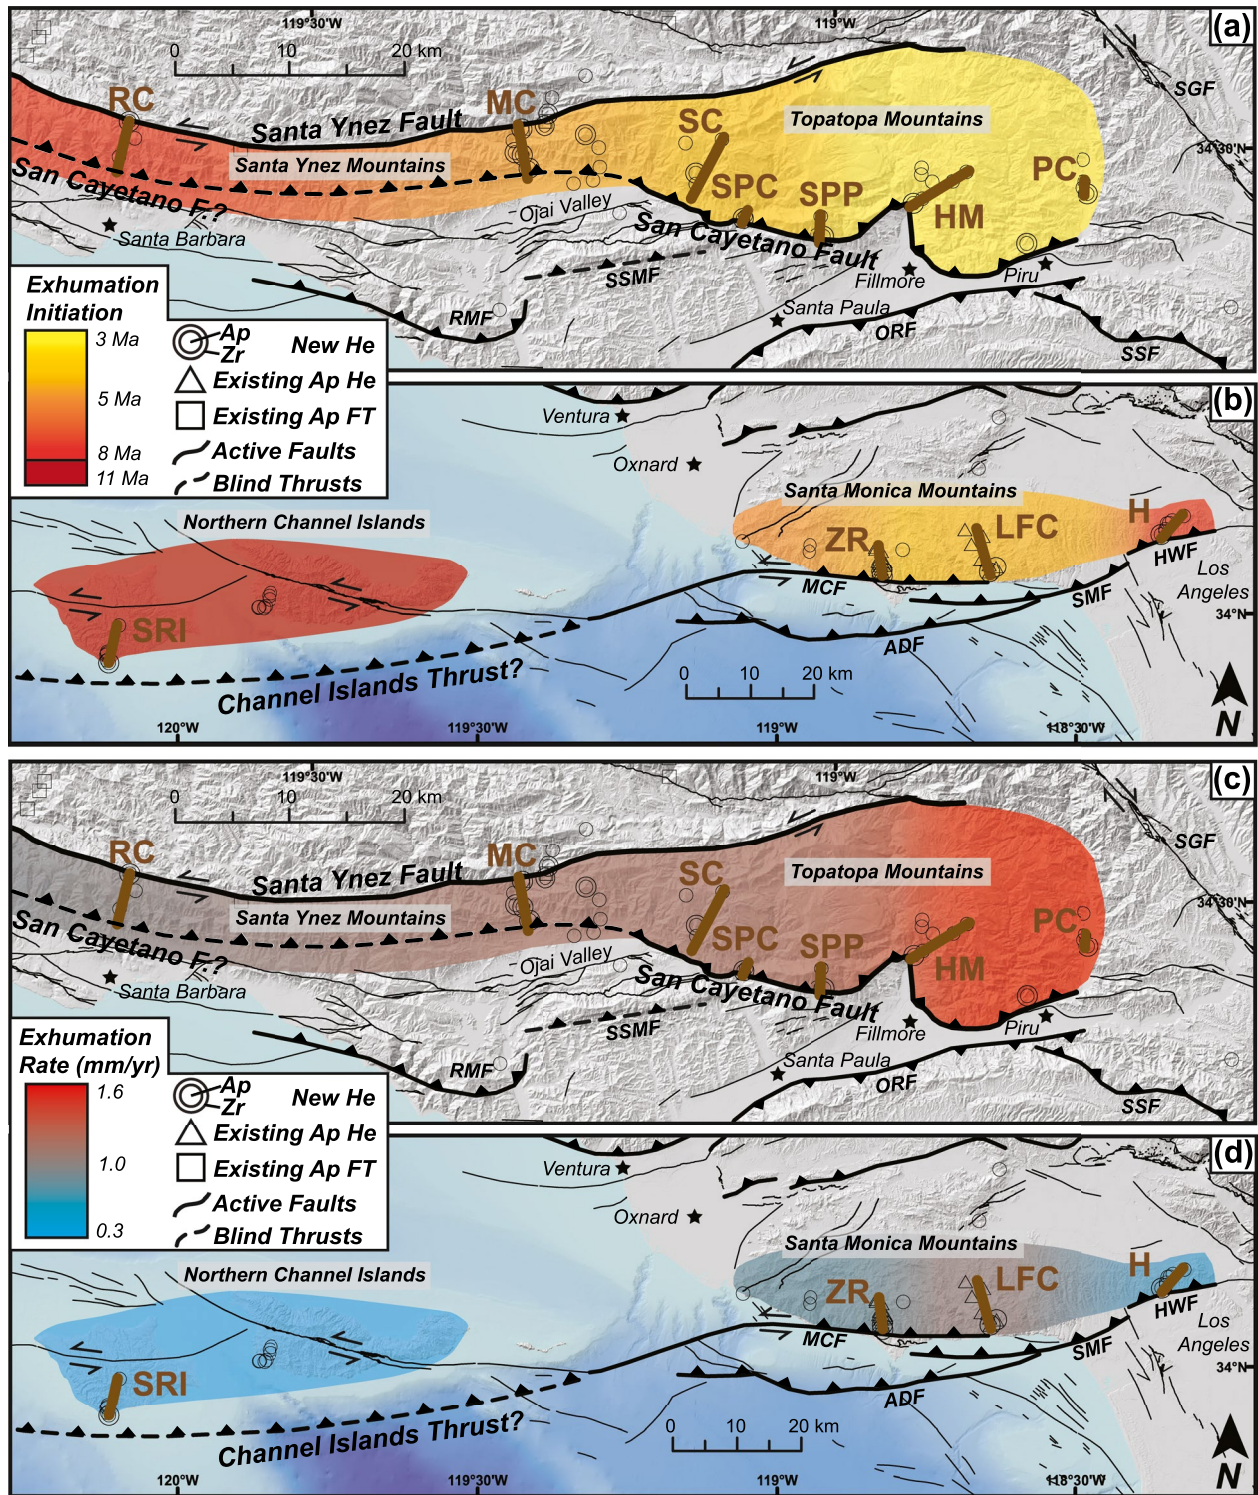 119°30'W
119°W
(a)
0
10
20 km
RC
MC
SC
SPC
SPP
HM
PC
SGF
Santa Ynez Fault
Topatopa Mountains
Santa Ynez Mountains
34°30'N
San Cayetano F.?
Ojai Valley
San Cayetano Fault
Santa Barbara
SSMF
Fillmore
Piru
Santa Paula
RMF
ORF
SSF
Exhumation
Initiation
3 Ma
5 Ma
8 Ma
11 Ma
Ap
Zr
New He
Existing Ap He
Existing Ap FT
Active Faults
Blind Thrusts
(b)
Ventura
Oxnard
Santa Monica Mountains
Northern Channel Islands
ZR
LFC
H
HWF
Los
Angeles
MCF
SMF
34°N
SRI
ADF
Channel Islands Thrust?
0
10
20 km
N
120°W
119°30'W
119°W
118°30'W
119°30'W
119°W
(c)
0
10
20 km
RC
MC
SC
SPC
SPP
HM
PC
SGF
Santa Ynez Fault
Topatopa Mountains
Santa Ynez Mountains
34°30'N
San Cayetano F.?
Ojai Valley
San Cayetano Fault
Santa Barbara
SSMF
Fillmore
Piru
Santa Paula
RMF
ORF
SSF
Exhumation
Rate (mm/yr)
1.6
1.0
0.3
Ap
Zr
New He
Existing Ap He
Existing Ap FT
Active Faults
Blind Thrusts
(d)
Ventura
Oxnard
Santa Monica Mountains
Northern Channel Islands
ZR
LFC
H
HWF
Los
Angeles
MCF
SMF
34°N
SRI
ADF
Channel Islands Thrust?
0
10
20 km
N
120°W
119°30'W
119°W
118°30'W